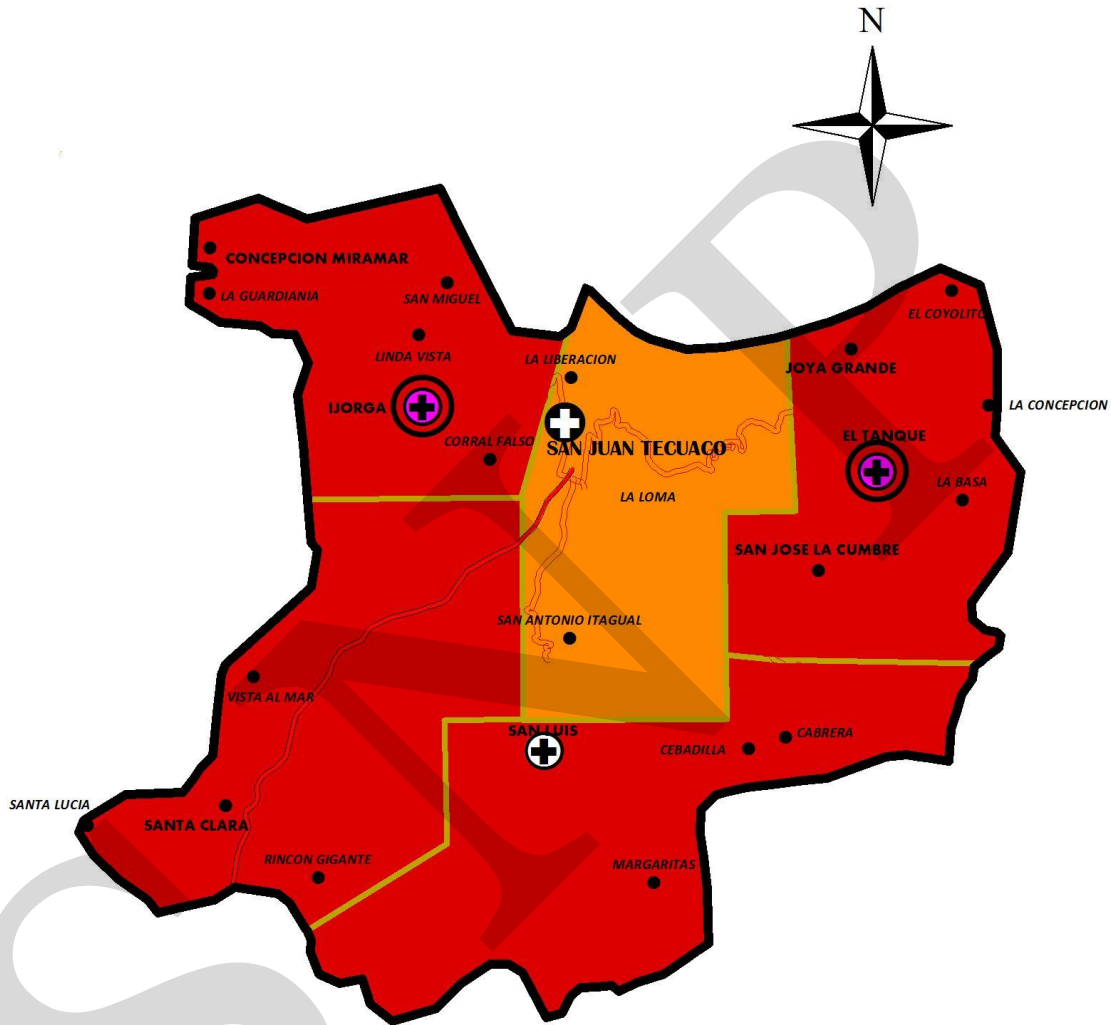 N
CONCEPCION MIRAMAR
LA GUARDIANIA
SAN MIGUEL
EL COYOLITO
LINDA VISTA
LA LIBERACION
JOYA GRANDE
IJORGA
LA CONCEPCION
EL TANQUE
CORRAL FALSO
SAN JUAN TECUACO
LA BASA
LA LOMA
SAN JOSE LA CUMBRE
SAN ANTONIO ITAGUAL
VISTA AL MAR
SAN LUIS
CABRERA
CEBADILLA
SANTA LUCIA
SANTA CLARA
RINCON GIGANTE
MARGARITAS